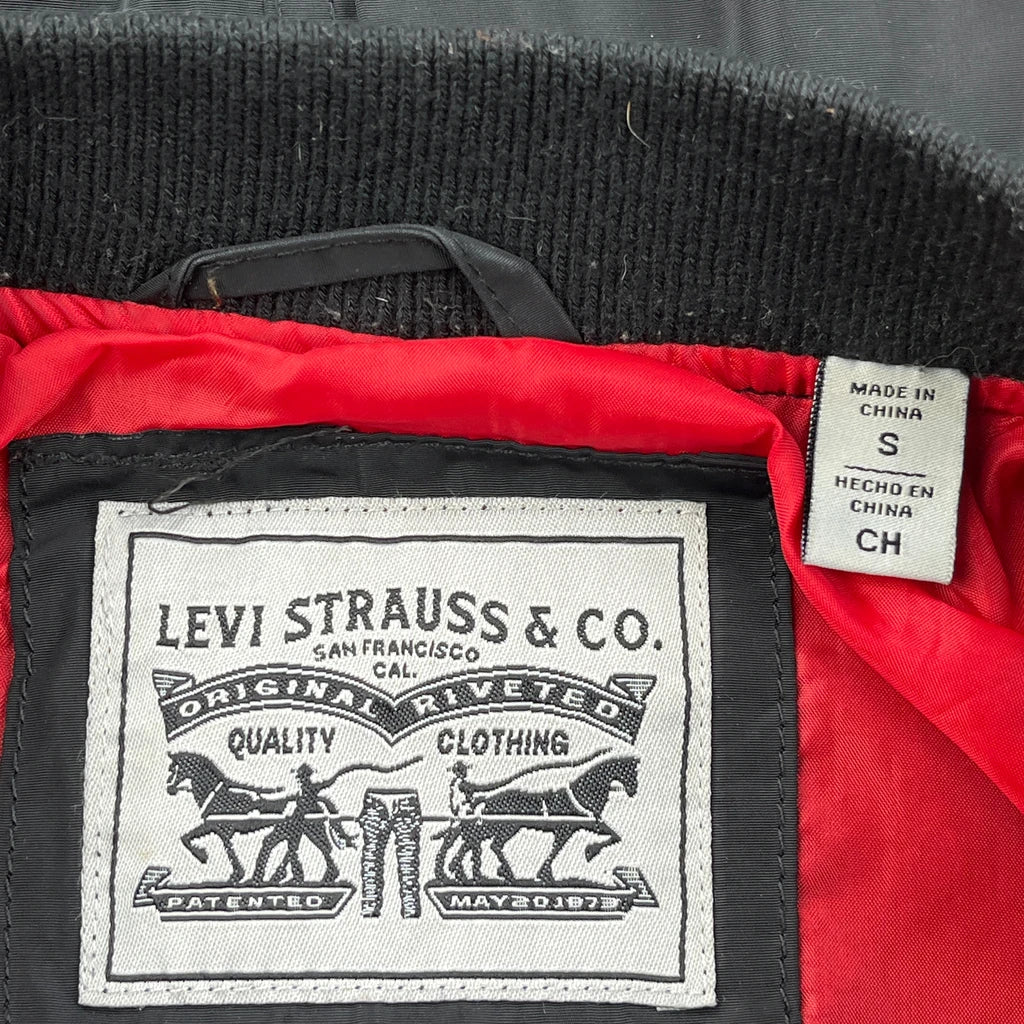 MADE IN
CHINA
S
HECHO EN
CHINA
CH
LEVI STRAUSS & CO.
SAN FRANCISCO
CAL.
ORIGINAL RIVETED
QUALITY CLOTHING
PATENTED MAY 20.1873